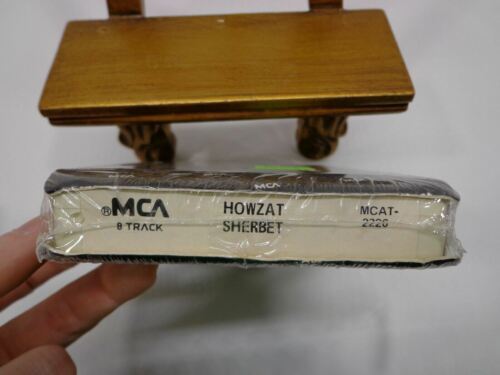 MCA
®MCA HOWZAT MCAT-
8 TRACK SHERBET 2226